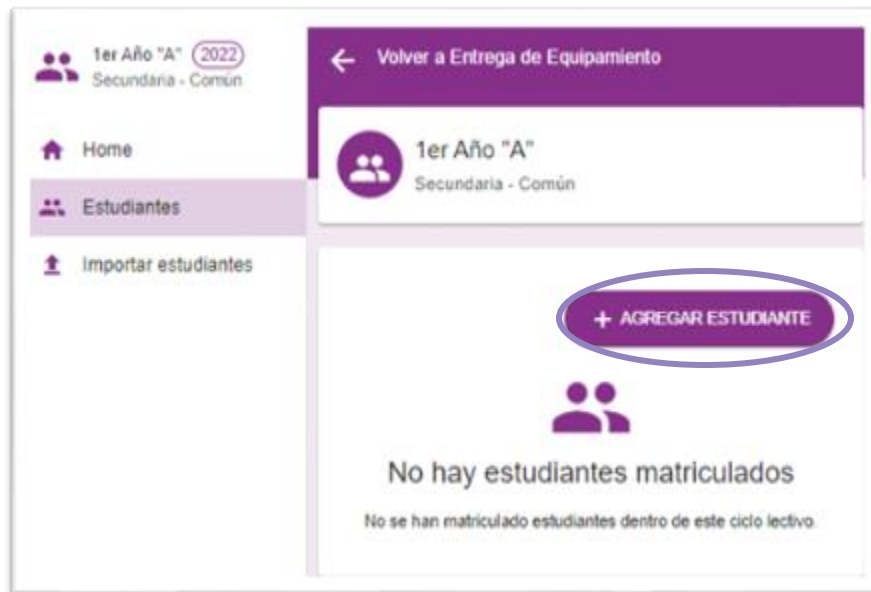 1er Año "A" 2022
Secundaria - Común
Home
Estudiantes
Importar estudiantes
Volver a Entrega de Equipamiento
1er Año "A"
Secundaria - Común
+ AGREGAR ESTUDIANTE
No hay estudiantes matriculados
No se han matriculado estudiantes dentro de este ciclo lectivo.